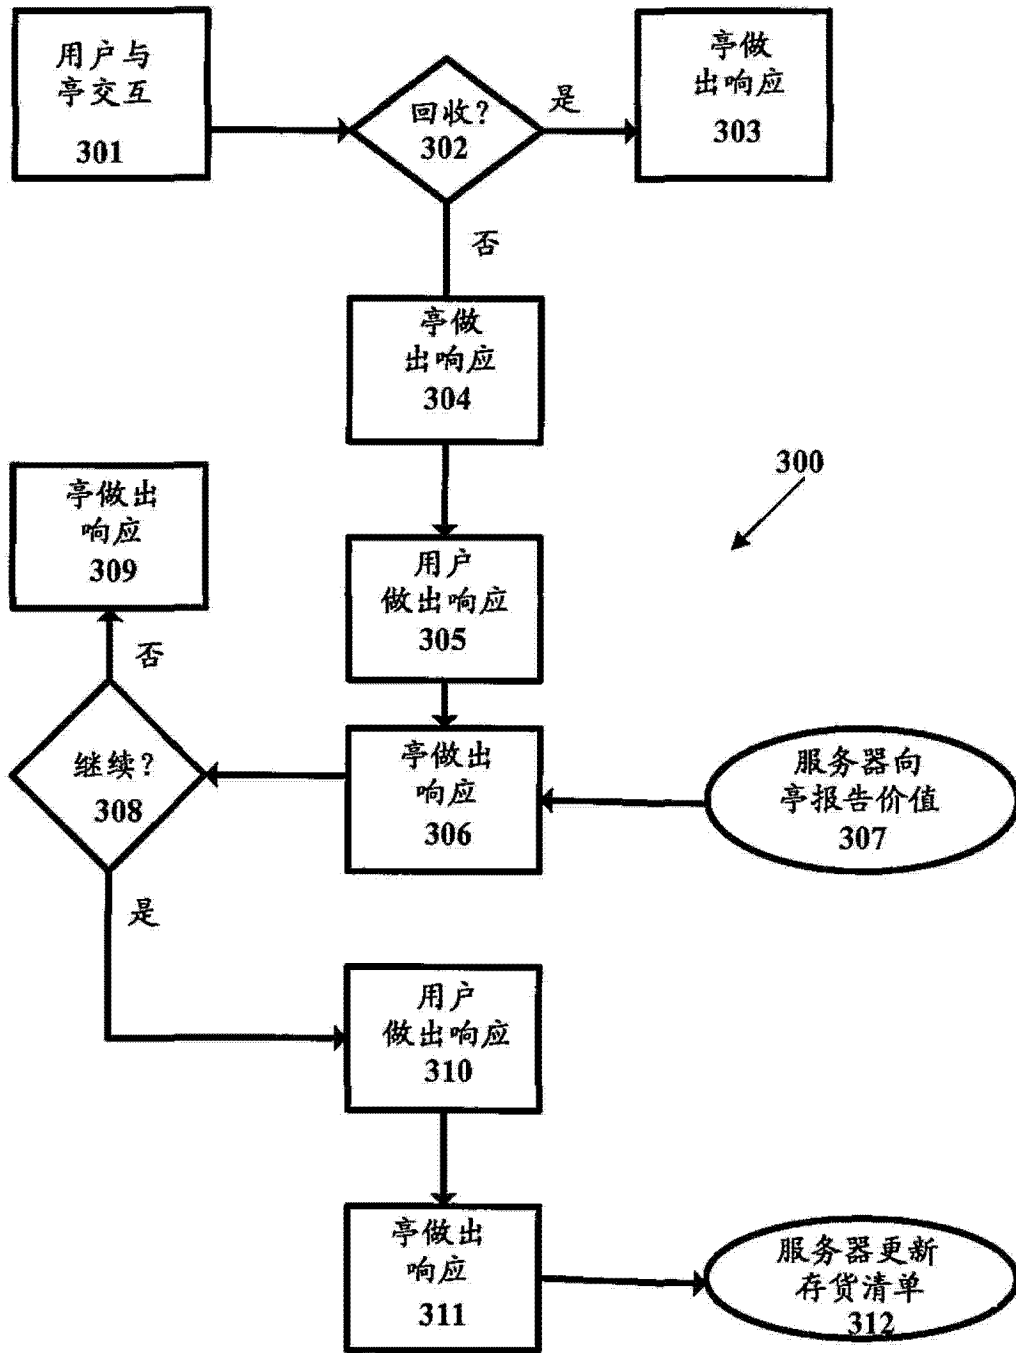 用户与
亭交互
301
回收?
302
是
亭做
出响应
303
否
亭做
出响应
304
300
亭做出
响应
309
用户
做出响应
305
否
继续?
308
亭做出
响应
306
服务器向
亭报告价值
307
是
用户
做出响应
310
亭做出
响应
311
服务器更新
存货清单
312